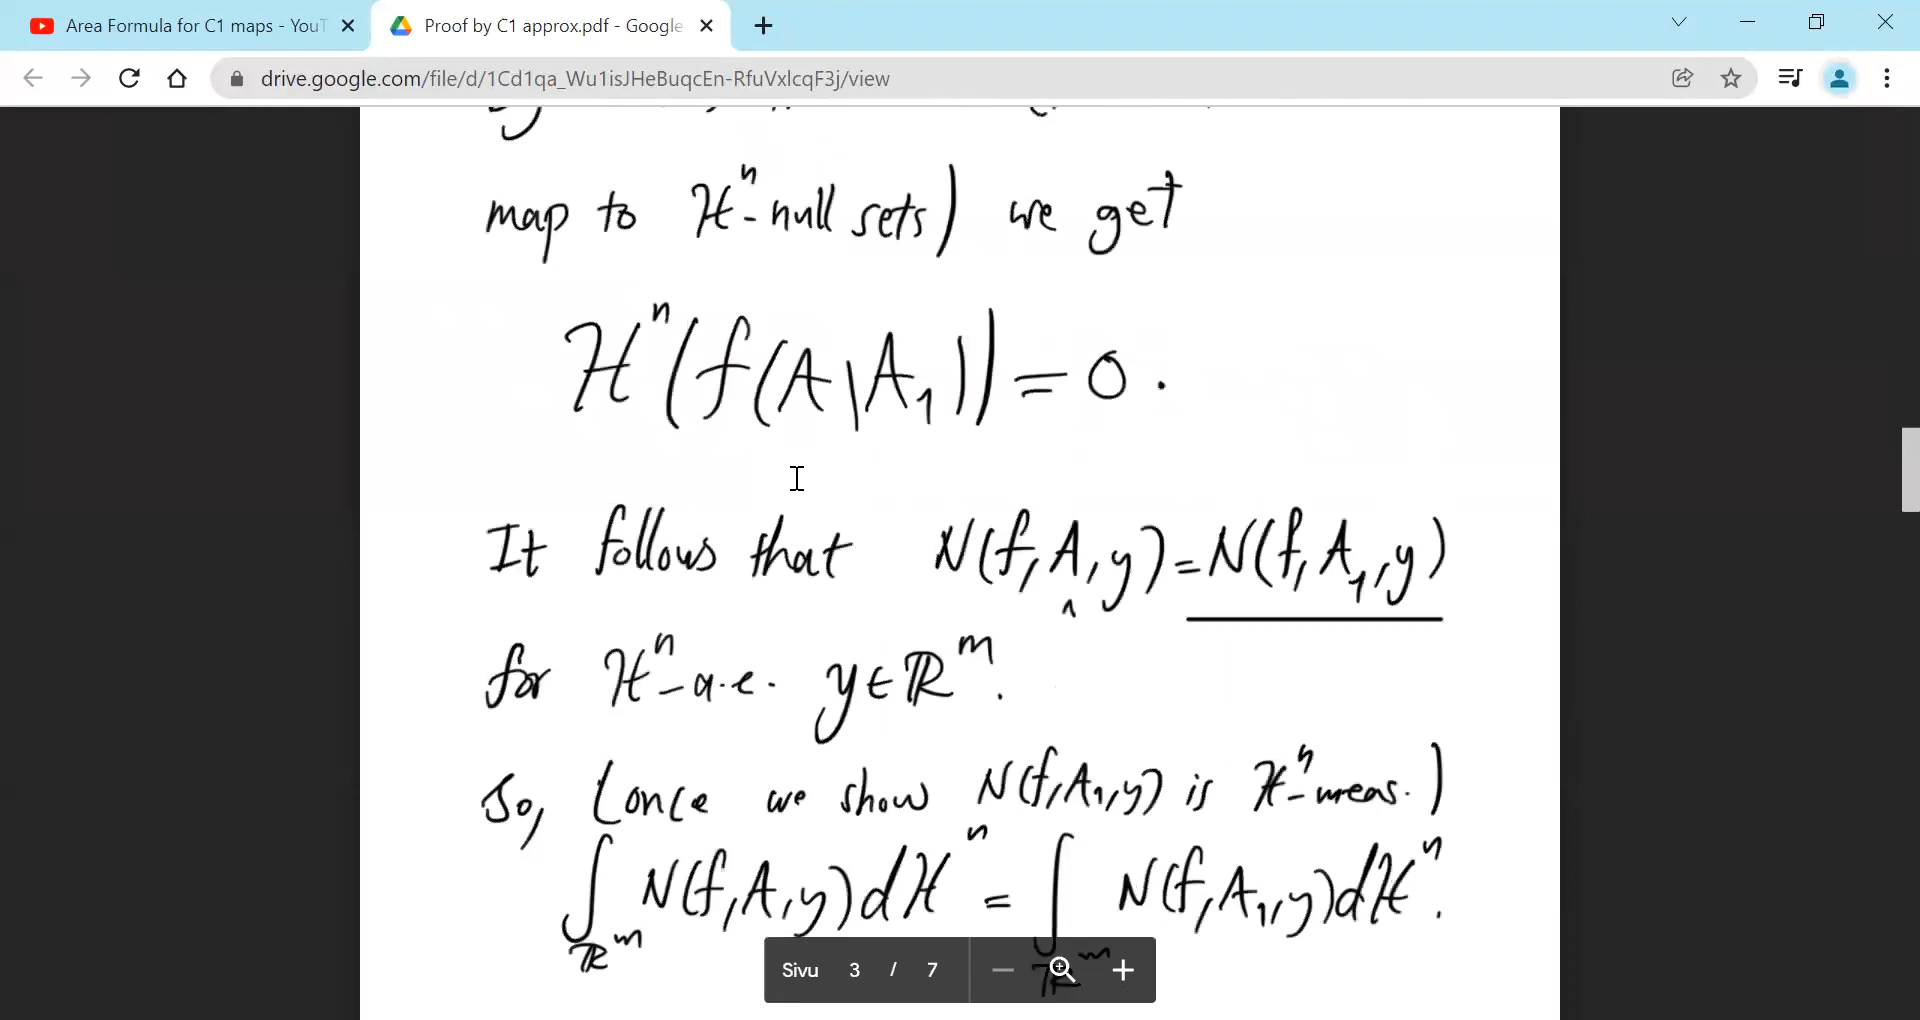 Area Formula for C1 maps - YouT
Proof by C1 approx.pdf - Google
drive.google.com/file/d/1Cd1qa_Wu1isJHeBuqcEn-RfuVxlcqF3j/view
map to ℋⁿ-null sets) we get
ℋⁿ(f(A\A₁)) = 0.
It follows that N(f,A,y) = N(f,A₁,y)
for ℋⁿ-a.e. y∈ℝᵐ.
So, (once we show N(f,A₁,y) is ℋⁿ-meas.)
∫_ℝᵐ N(f,A,y)dℋⁿ = ∫_ℝᵐ N(f,A₁,y)dℋⁿ.
Sivu 3 / 7